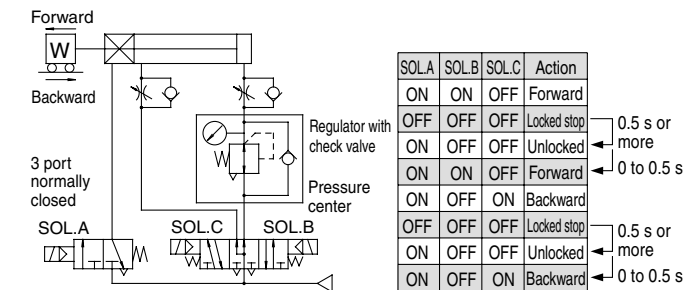 Forward
W
Backward
Regulator with
check valve
Pressure
center
3 port
normally
closed
SOL.A
SOL.C
SOL.B
SOL.A SOL.B SOL.C Action
ON ON OFF Forward
OFF OFF OFF Locked stop
ON OFF OFF Unlocked
ON ON OFF Forward
ON OFF ON Backward
OFF OFF OFF Locked stop
ON OFF OFF Unlocked
ON OFF ON Backward
0.5 s or
more
0 to 0.5 s
0.5 s or
more
0 to 0.5 s